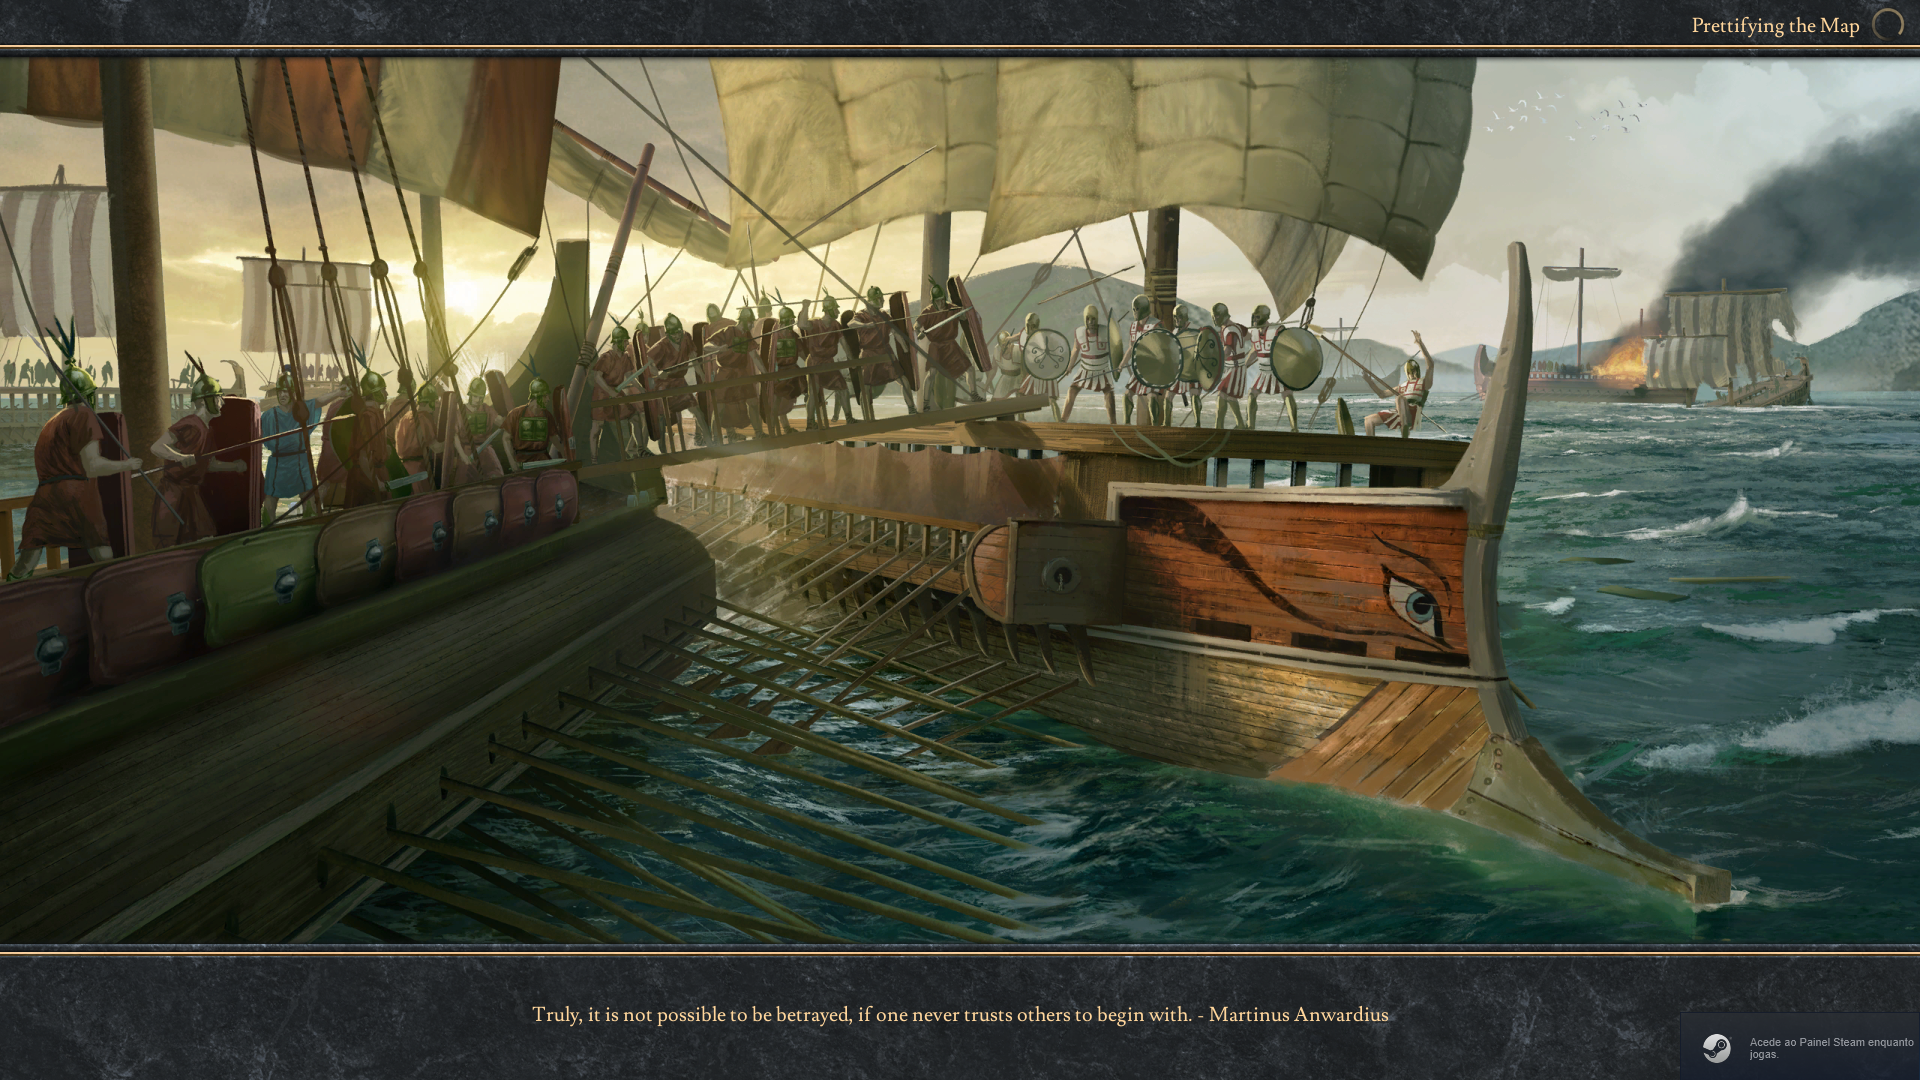 Prettifying the Map
Truly, it is not possible to be betrayed, if one never trusts others to begin with. - Martinus Anwardius
Acede ao Painel Steam enquanto
jogas.